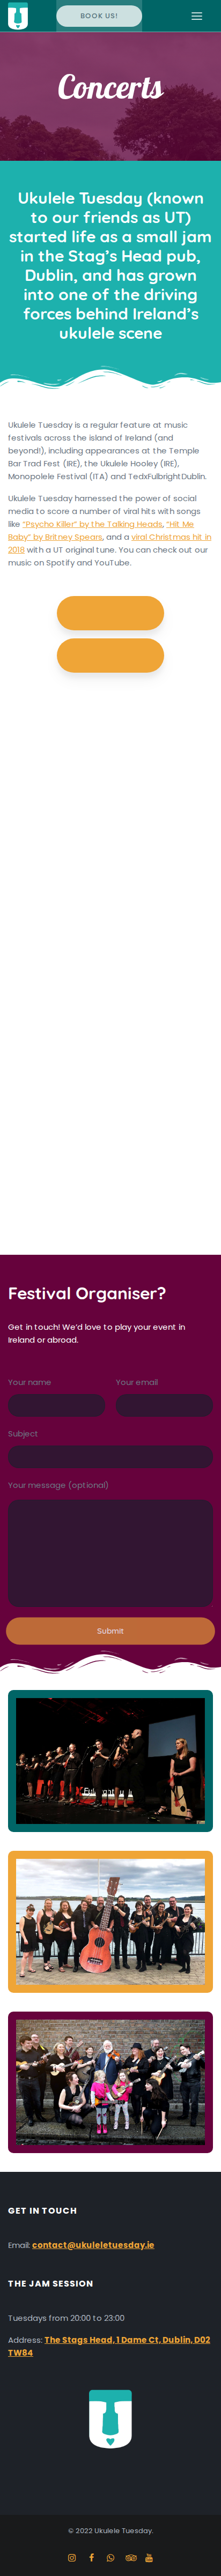 BOOK US!
Concerts
Ukulele Tuesday (known
to our friends as UT)
started life as a small jam
in the Stag's Head pub,
Dublin, and has grown
into one of the driving
forces behind Ireland's
ukulele scene
Ukulele Tuesday is a regular feature at music
festivals across the island of Ireland (and
beyond!), including appearances at the Temple
Bar Trad Fest (IRE), the Ukulele Hooley (IRE),
Monopole Festival (ITA) and TedxFulbrightDublin.
Ukulele Tuesday harnessed the power of social
media to score a number of viral hits with songs
like "Psycho Killer" by the Talking Heads, "Hit Me
Baby" by Britney Spears, and a viral Christmas hit in
2018 with a UT original tune. You can check out our
music on Spotify and YouTube.
Festival Organiser?
Get in touch! We'd love to play your event in
Ireland or abroad.
Your name
Your email
Subject
Your message (optional)
Submit
GET IN TOUCH
Email: contact@ukuleletuesday.ie
THE JAM SESSION
Tuesdays from 20:00 to 23:00
Address: The Stags Head, 1 Dame Ct, Dublin, D02
TW84
© 2022 Ukulele Tuesday.